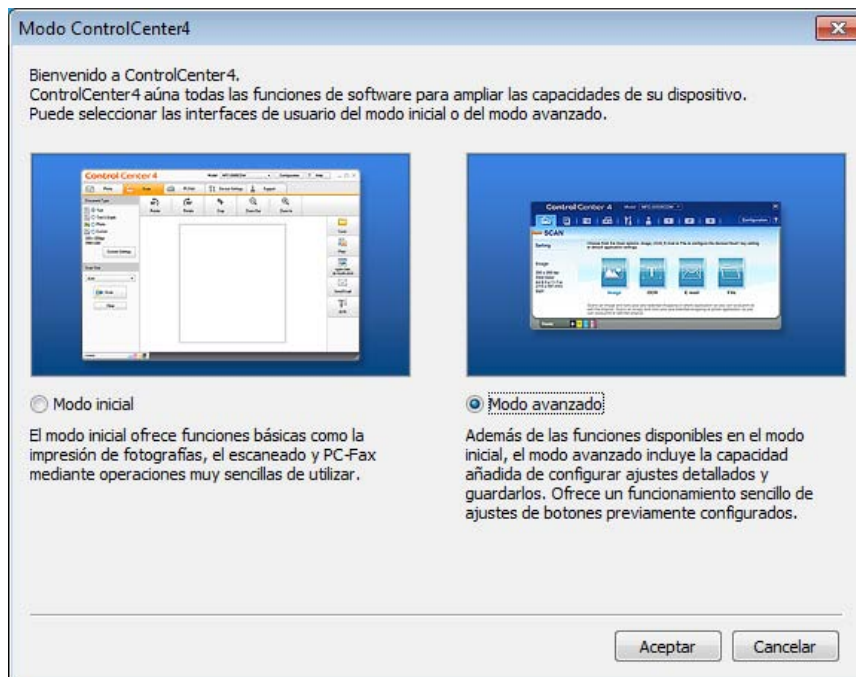 Modo ControlCenter4
Bienvenido a ControlCenter4.
ControlCenter4 aúna todas las funciones de software para ampliar las capacidades de su dispositivo.
Puede seleccionar las interfaces de usuario del modo inicial o del modo avanzado.
Control Center 4
Control Center 4
SCAN
Image
OCR
E-mail
File
Modo inicial
El modo inicial ofrece funciones básicas como la
impresión de fotografías, el escaneado y PC-Fax
mediante operaciones muy sencillas de utilizar.
Modo avanzado
Además de las funciones disponibles en el modo
inicial, el modo avanzado incluye la capacidad
añadida de configurar ajustes detallados y
guardarlos. Ofrece un funcionamiento sencillo de
ajustes de botones previamente configurados.
Aceptar
Cancelar